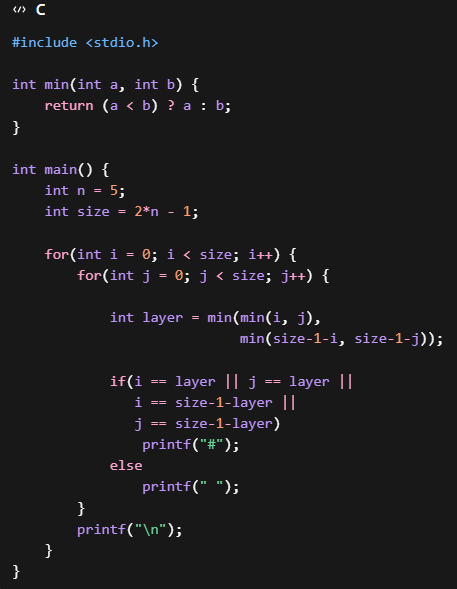 </> C
#include <stdio.h>
int min(int a, int b) {
    return (a < b) ? a : b;
}
int main() {
    int n = 5;
    int size = 2*n - 1;
    for(int i = 0; i < size; i++) {
        for(int j = 0; j < size; j++) {
            int layer = min(min(i, j),
                            min(size-1-i, size-1-j));
            if(i == layer || j == layer ||
               i == size-1-layer ||
               j == size-1-layer)
                printf("#");
            else
                printf(" ");
        }
        printf("\n");
    }
}